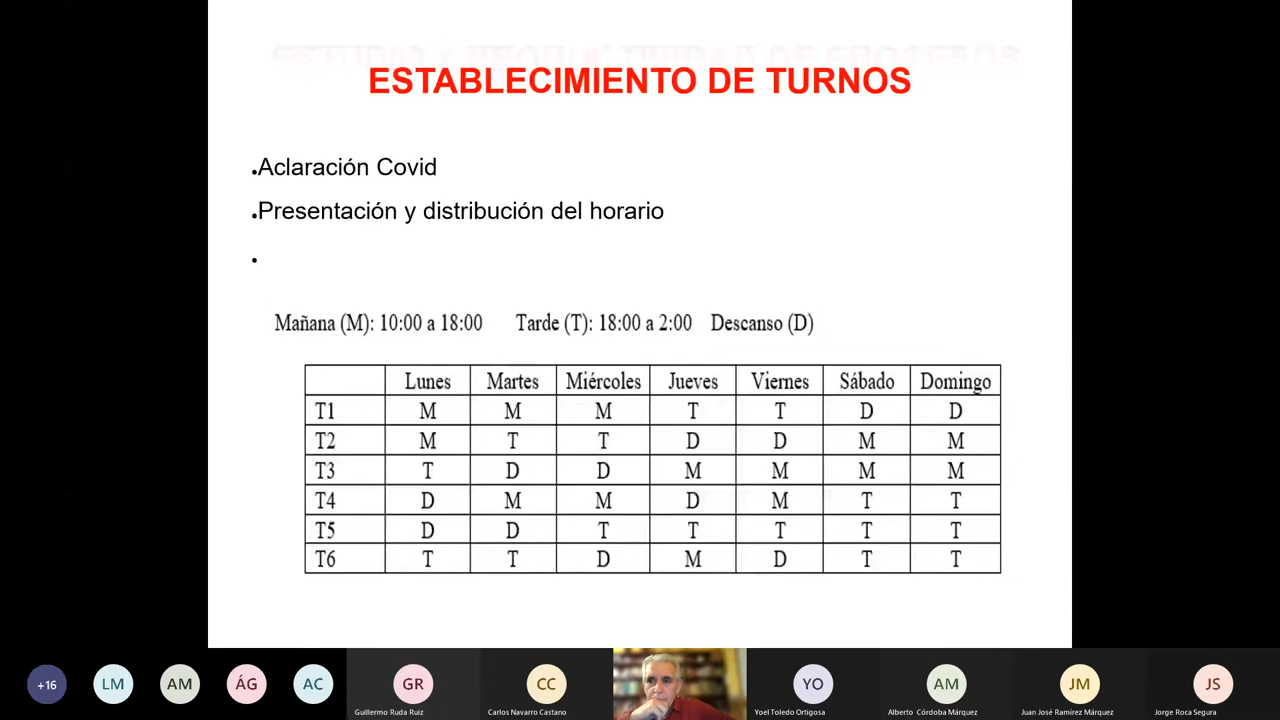 ESTABLECIMIENTO DE TURNOS
•Aclaración Covid
•Presentación y distribución del horario
•
Mañana (M): 10:00 a 18:00 Tarde (T): 18:00 a 2:00 Descanso (D)
Lunes Martes Miércoles Jueves Viernes Sábado Domingo
T1 M M M T T D D
T2 M T T D D M M
T3 T D D M M M M
T4 D M M D M T T
T5 D D T T T T T
T6 T T D M D T T
+16 LM AM ÁG AC GR CC YO AM JM JS
Guillermo Ruda Ruiz Carlos Navarro Castano Yoel Toledo Ortigosa Alberto Córdoba Márquez Juan José Ramírez Márquez Jorge Roca Segura